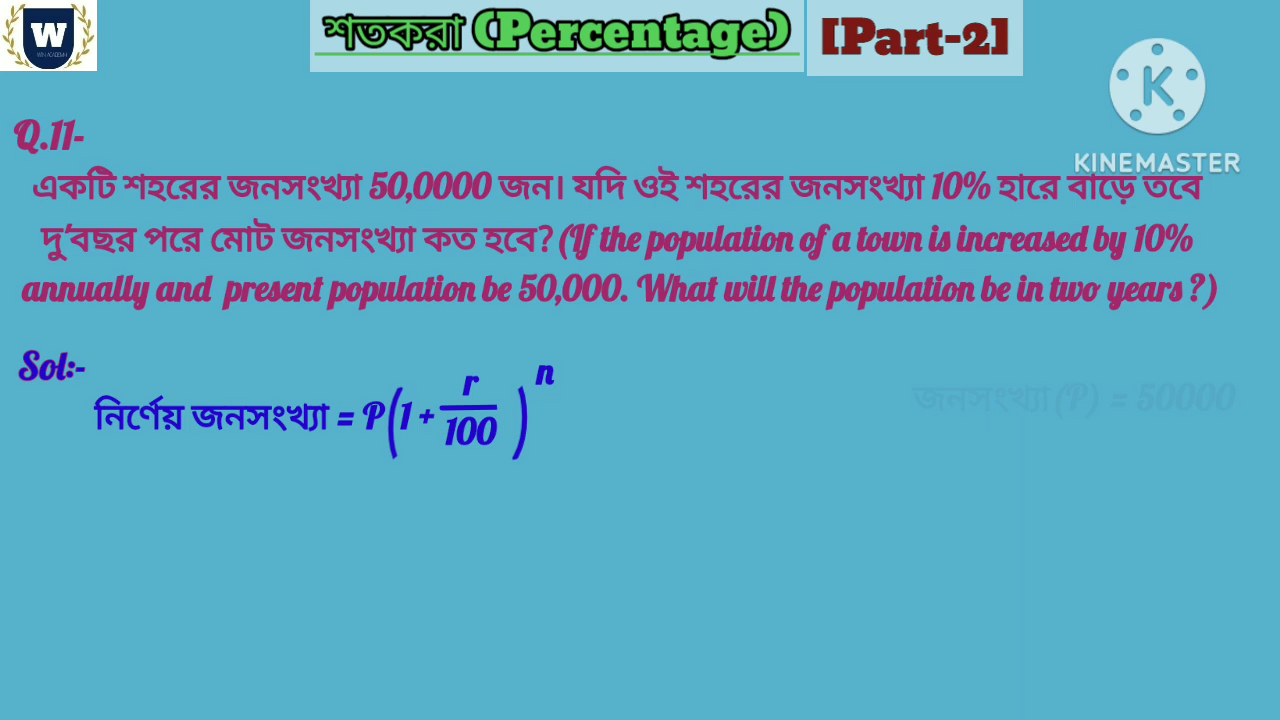 W
WIN ACADEMY
শতকরা (Percentage) [Part-2]
K
KINEMASTER
Q.11-
একটি শহরের জনসংখ্যা 50,0000 জন। যদি ওই শহরের জনসংখ্যা 10% হারে বাড়ে তবে
দু'বছর পরে মোট জনসংখ্যা কত হবে? (If the population of a town is increased by 10%
annually and present population be 50,000. What will the population be in two years ?)
Sol:-
নির্ণেয় জনসংখ্যা = P(1 + r/100)^n
জনসংখ্যা (P) = 50000